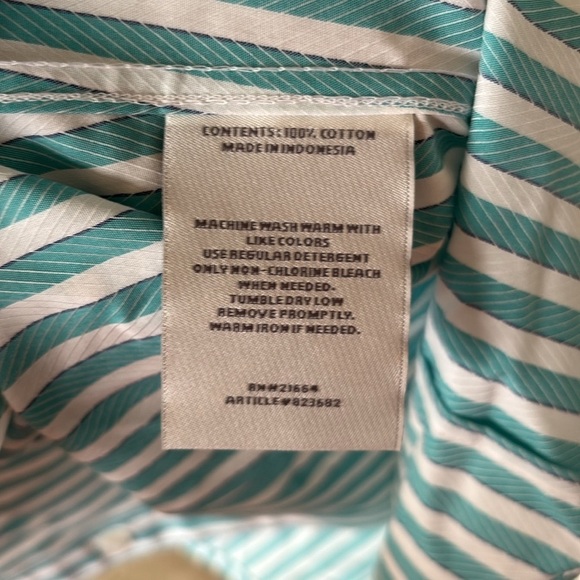 CONTENTS: 100% COTTON
MADE IN INDONESIA
MACHINE WASH WARM WITH
LIKE COLORS
USE REGULAR DETERGENT
ONLY NON-CHLORINE BLEACH
WHEN NEEDED.
TUMBLE DRY LOW
REMOVE PROMPTLY.
WARM IRON IF NEEDED.
RN#21664
ARTICLE#823682